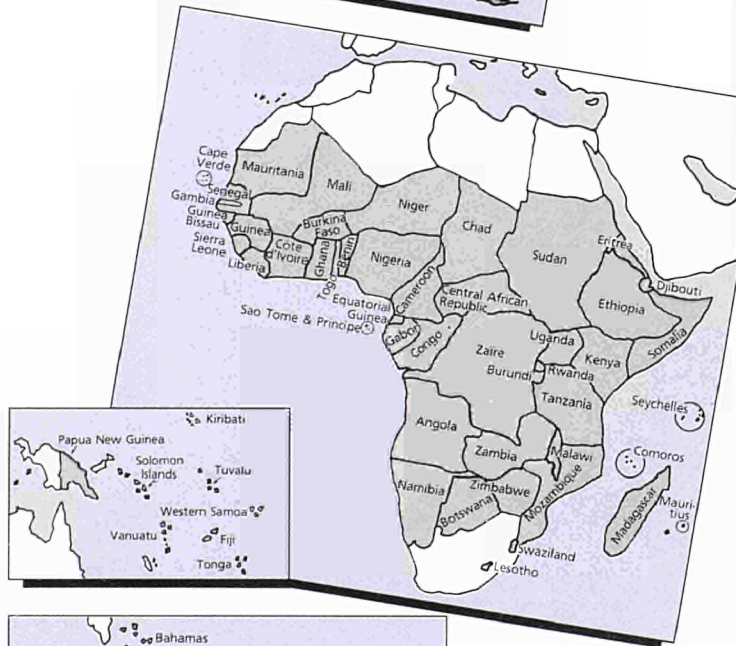 Cape
Verde
Mauritania
Mali
Niger
Chad
Sudan
Eritrea
Djibouti
Senegal
Gambia
Guinea
Bissau
Guinea
Burkina
Faso
Sierra
Leone
Liberia
Côte
d'Ivoire
Ghana
Togo
Benin
Nigeria
Cameroon
Central African
Republic
Ethiopia
Somalia
Equatorial
Guinea
Sao Tome & Principe
Gabon
Congo
Zaïre
Uganda
Kenya
Rwanda
Burundi
Tanzania
Seychelles
Angola
Zambia
Malawi
Comoros
Namibia
Botswana
Zimbabwe
Mozambique
Madagascar
Mauri-
tius
Swaziland
Lesotho
Kiribati
Papua New Guinea
Solomon
Islands
Tuvalu
Western Samoa
Vanuatu
Fiji
Tonga
Bahamas